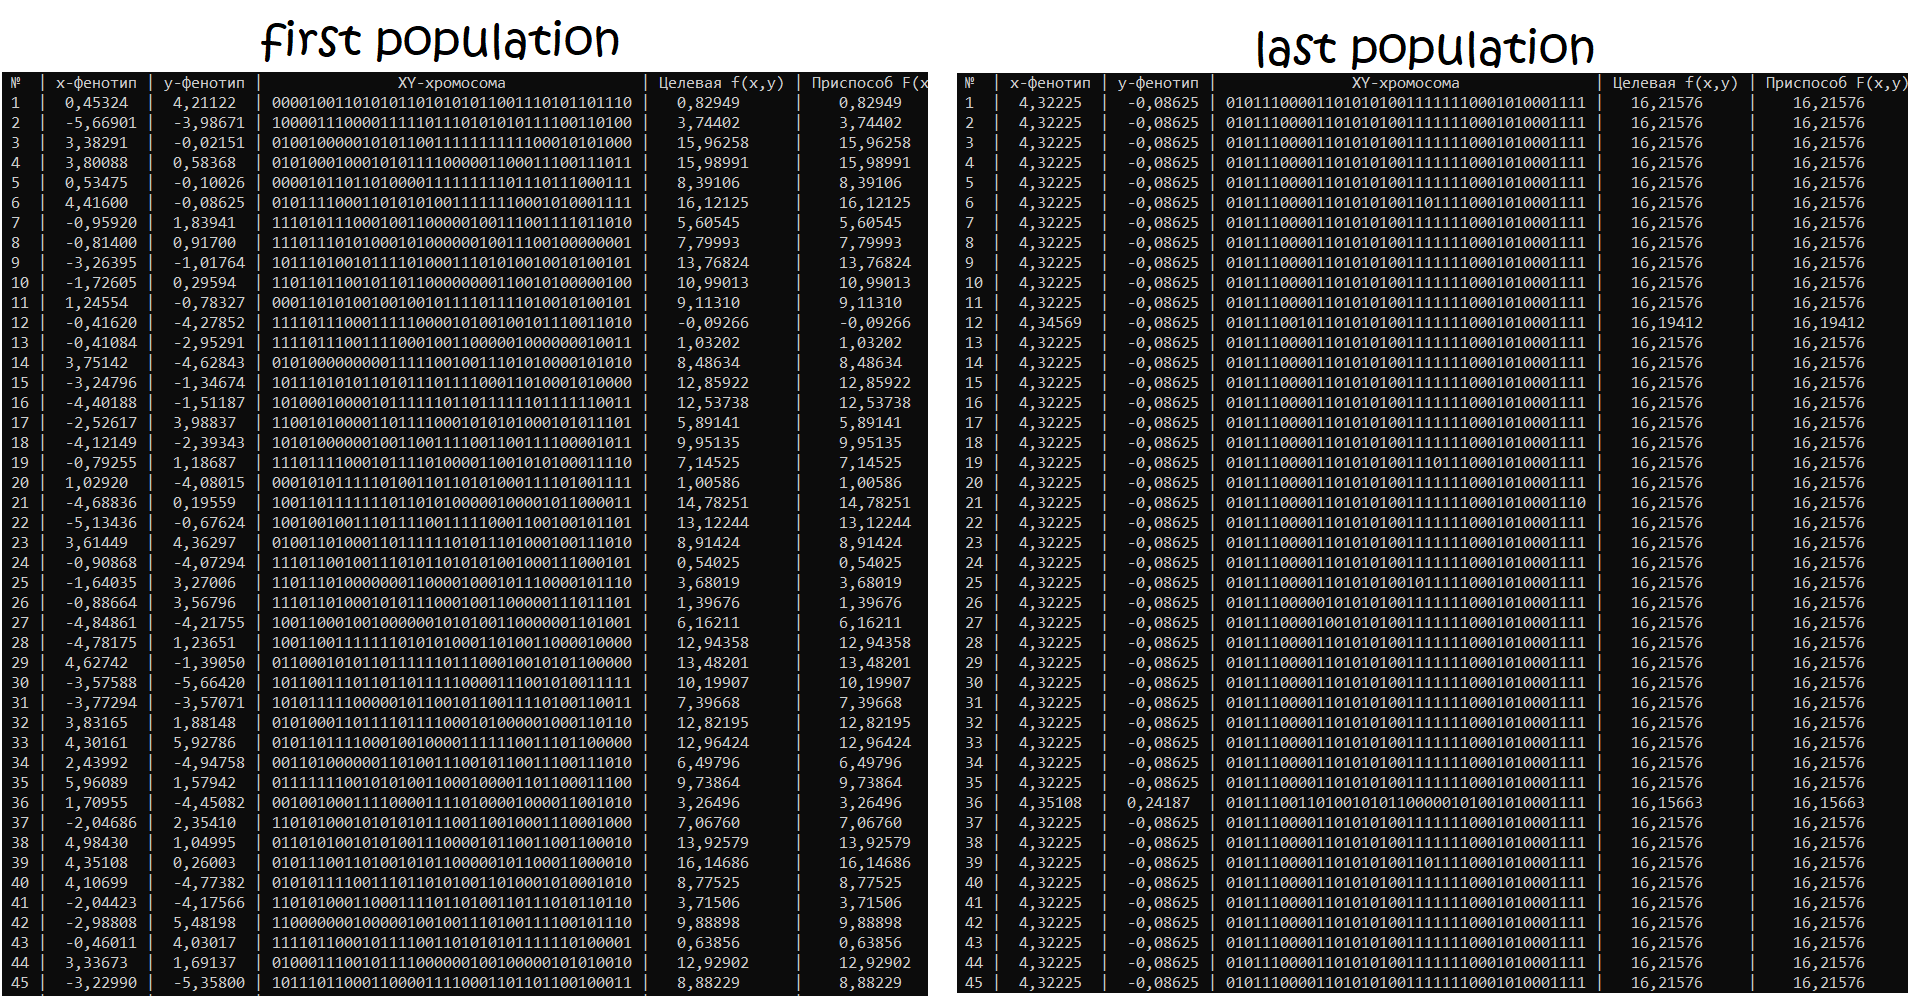 first population
№ | x-фенотип | y-фенотип | XY-хромосома | Целевая f(x,y) | Приспособ F(x
1 | 0,45324 | 4,21122 | 000010011010101101010101100111010110​1110 | 0,82949 | 0,82949
2 | -5,66901 | -3,98671 | 1000011100001111101110101010111100110100 | 3,74402 | 3,74402
3 | 3,38291 | -0,02151 | 0100100000101011001111111111100010101000 | 15,96258 | 15,96258
4 | 3,80088 | 0,58368 | 0101000100010101111000001100011100111011 | 15,98991 | 15,98991
5 | 0,53475 | -0,10026 | 0000101101101000011111111101110111000111 | 8,39106 | 8,39106
6 | 4,41600 | -0,08625 | 0101111000110101010011111110001010001111 | 16,12125 | 16,12125
7 | -0,95920 | 1,83941 | 1110101110001001100000100111001111011010 | 5,60545 | 5,60545
8 | -0,81400 | 0,91700 | 1110111010100010100000010011100100000001 | 7,79993 | 7,79993
9 | -3,26395 | -1,01764 | 1011101001011110100011101010010010100101 | 13,76824 | 13,76824
10 | -1,72605 | 0,29594 | 1101101100101101100000000110010100000100 | 10,99013 | 10,99013
11 | 1,24554 | -0,78327 | 0001101010010010010111101111010010100101 | 9,11310 | 9,11310
12 | -0,41620 | -4,27852 | 1111011100011111000010100100101110011010 | -0,09266 | -0,09266
13 | -0,41084 | -2,95291 | 1111011100111100010011000001000000010011 | 1,03202 | 1,03202
14 | 3,75142 | -4,62843 | 0101000000000111110010011101010000101010 | 8,48634 | 8,48634
15 | -3,24796 | -1,34674 | 1011101010110101110111100011010001010000 | 12,85922 | 12,85922
16 | -4,40188 | -1,51187 | 1010001000010111111011011111101111110011 | 12,53738 | 12,53738
17 | -2,52617 | 3,98837 | 1100101000011011110001010101000101011101 | 5,89141 | 5,89141
18 | -4,12149 | -2,39343 | 1010100000010011001111001100111100001011 | 9,95135 | 9,95135
19 | -0,79255 | 1,18687 | 1110111100010111101000011001010100011110 | 7,14525 | 7,14525
20 | 1,02920 | -4,08015 | 0001010111110100110110101000111101001111 | 1,00586 | 1,00586
21 | -4,68836 | 0,19559 | 1001101111111011010100000100001011000011 | 14,78251 | 14,78251
22 | -5,13436 | -0,67624 | 1001001001110111100111110001100100101101 | 13,12244 | 13,12244
23 | 3,61449 | 4,36297 | 0100110100011011111101011101000100111010 | 8,91424 | 8,91424
24 | -0,90868 | -4,07294 | 1110110010011101011010101001000111000101 | 0,54025 | 0,54025
25 | -1,64035 | 3,27006 | 1101110100000001100001000101110000101110 | 3,68019 | 3,68019
26 | -0,88664 | 3,56796 | 1110110100010101110001001100000111011101 | 1,39676 | 1,39676
27 | -4,84861 | -4,21755 | 1001100010010000001010100110000001101001 | 6,16211 | 6,16211
28 | -4,78175 | 1,23651 | 1001100111111101010100011010011000010000 | 12,94358 | 12,94358
29 | 4,62742 | -1,39050 | 0110001010110111111011100010010101100000 | 13,48201 | 13,48201
30 | -3,57588 | -5,66420 | 1011001110110110111110000111001010011111 | 10,19907 | 10,19907
31 | -3,77294 | -3,57071 | 1010111110000010110010110011110100110011 | 7,39668 | 7,39668
32 | 3,83165 | 1,88148 | 0101000110111101111000101000001000110110 | 12,82195 | 12,82195
33 | 4,30161 | 5,92786 | 0101101111000100100001111110011101100000 | 12,96424 | 12,96424
34 | 2,43992 | -4,94758 | 0011010000001101001110010110011100111010 | 6,49796 | 6,49796
35 | 5,96089 | 1,57942 | 0111111100101010011000100001101100011100 | 9,73864 | 9,73864
36 | 1,70955 | -4,45082 | 0010010001111000011110100001000011001010 | 3,26496 | 3,26496
37 | -2,04686 | 2,35410 | 1101010001010101011100110010001110001000 | 7,06760 | 7,06760
38 | 4,98430 | 1,04995 | 0110101001010100111000010110011001100010 | 13,92579 | 13,92579
39 | 4,35108 | 0,26003 | 0101110011010010101100000101100011000010 | 16,14686 | 16,14686
40 | 4,10699 | -4,77382 | 0101011110011101101010011010001010001010 | 8,77525 | 8,77525
41 | -2,04423 | -4,17566 | 1101010001100011110110100110111010110110 | 3,71506 | 3,71506
42 | -2,98808 | 5,48198 | 1100000001000001001001110100111100101110 | 9,88898 | 9,88898
43 | -0,46011 | 4,03017 | 1111011000101111001101010101111110100001 | 0,63856 | 0,63856
44 | 3,33673 | 1,69137 | 0100011100101111000000100100000101010010 | 12,92902 | 12,92902
45 | -3,22990 | -5,35800 | 1011101100011000011110001101101100100011 | 8,88229 | 8,88229
last population
№ | x-фенотип | y-фенотип | XY-хромосома | Целевая f(x,y) | Приспособ F(x,y)
1 | 4,32225 | -0,08625 | 0101110000110101010011111110001010001111 | 16,21576 | 16,21576
2 | 4,32225 | -0,08625 | 0101110000110101010011111110001010001111 | 16,21576 | 16,21576
3 | 4,32225 | -0,08625 | 0101110000110101010011111110001010001111 | 16,21576 | 16,21576
4 | 4,32225 | -0,08625 | 0101110000110101010011111110001010001111 | 16,21576 | 16,21576
5 | 4,32225 | -0,08625 | 0101110000110101010011111110001010001111 | 16,21576 | 16,21576
6 | 4,32225 | -0,08625 | 0101110000110101010011111110001010001111 | 16,21576 | 16,21576
7 | 4,32225 | -0,08625 | 0101110000110101010011011110001010001111 | 16,21576 | 16,21576
8 | 4,32225 | -0,08625 | 0101110000110101010011111110001010001111 | 16,21576 | 16,21576
9 | 4,32225 | -0,08625 | 0101110000110101010011111110001010001111 | 16,21576 | 16,21576
10 | 4,32225 | -0,08625 | 0101110000110101010011111110001010001111 | 16,21576 | 16,21576
11 | 4,32225 | -0,08625 | 0101110000110101010011111110001010001111 | 16,21576 | 16,21576
12 | 4,34569 | -0,08625 | 0101110010110101010011111110001010001111 | 16,19412 | 16,19412
13 | 4,32225 | -0,08625 | 0101110000110101010011111110001010001111 | 16,21576 | 16,21576
14 | 4,32225 | -0,08625 | 0101110000110101010011111110001010001111 | 16,21576 | 16,21576
15 | 4,32225 | -0,08625 | 0101110000110101010011111110001010001111 | 16,21576 | 16,21576
16 | 4,32225 | -0,08625 | 0101110000110101010011111110001010001111 | 16,21576 | 16,21576
17 | 4,32225 | -0,08625 | 0101110000110101010011111110001010001111 | 16,21576 | 16,21576
18 | 4,32225 | -0,08625 | 0101110000110101010011111110001010001111 | 16,21576 | 16,21576
19 | 4,32225 | -0,08625 | 0101110000110101010011101110001010001111 | 16,21576 | 16,21576
20 | 4,32225 | -0,08625 | 0101110000110101010011111110001010001111 | 16,21576 | 16,21576
21 | 4,32225 | -0,08625 | 0101110000110101010011111110001010001110 | 16,21576 | 16,21576
22 | 4,32225 | -0,08625 | 0101110000110101010011111110001010001111 | 16,21576 | 16,21576
23 | 4,32225 | -0,08625 | 0101110000110101010011111110001010001111 | 16,21576 | 16,21576
24 | 4,32225 | -0,08625 | 0101110000110101010011111110001010001111 | 16,21576 | 16,21576
25 | 4,32225 | -0,08625 | 0101110000110101010010111110001010001111 | 16,21576 | 16,21576
26 | 4,32225 | -0,08625 | 0101110000010101010011111110001010001111 | 16,21576 | 16,21576
27 | 4,32225 | -0,08625 | 0101110000100101010011111110001010001111 | 16,21576 | 16,21576
28 | 4,32225 | -0,08625 | 0101110000110101010011111110001010001111 | 16,21576 | 16,21576
29 | 4,32225 | -0,08625 | 0101110000110101010011111110001010001111 | 16,21576 | 16,21576
30 | 4,32225 | -0,08625 | 0101110000110101010011111110001010001111 | 16,21576 | 16,21576
31 | 4,32225 | -0,08625 | 0101110000110101010011111110001010001111 | 16,21576 | 16,21576
32 | 4,32225 | -0,08625 | 0101110000110101010011111110001010001111 | 16,21576 | 16,21576
33 | 4,32225 | -0,08625 | 0101110000110101010011111110001010001111 | 16,21576 | 16,21576
34 | 4,32225 | -0,08625 | 0101110000110101010011111110001010001111 | 16,21576 | 16,21576
35 | 4,32225 | -0,08625 | 0101110000110101010011111110001010001111 | 16,21576 | 16,21576
36 | 4,35108 | 0,24187 | 0101110011010010101100000101001010001111 | 16,15663 | 16,15663
37 | 4,32225 | -0,08625 | 0101110000110101010011111110001010001111 | 16,21576 | 16,21576
38 | 4,32225 | -0,08625 | 0101110000110101010011111110001010001111 | 16,21576 | 16,21576
39 | 4,32225 | -0,08625 | 0101110000110101010011011110001010001111 | 16,21576 | 16,21576
40 | 4,32225 | -0,08625 | 0101110000110101010011111110001010001111 | 16,21576 | 16,21576
41 | 4,32225 | -0,08625 | 0101110000110101010011111110001010001111 | 16,21576 | 16,21576
42 | 4,32225 | -0,08625 | 0101110000110101010011111110001010001111 | 16,21576 | 16,21576
43 | 4,32225 | -0,08625 | 0101110000110101010011111110001010001111 | 16,21576 | 16,21576
44 | 4,32225 | -0,08625 | 0101110000110101010011111110001010001111 | 16,21576 | 16,21576
45 | 4,32225 | -0,08625 | 0101110000110101010011111110001010001111 | 16,21576 | 16,21576